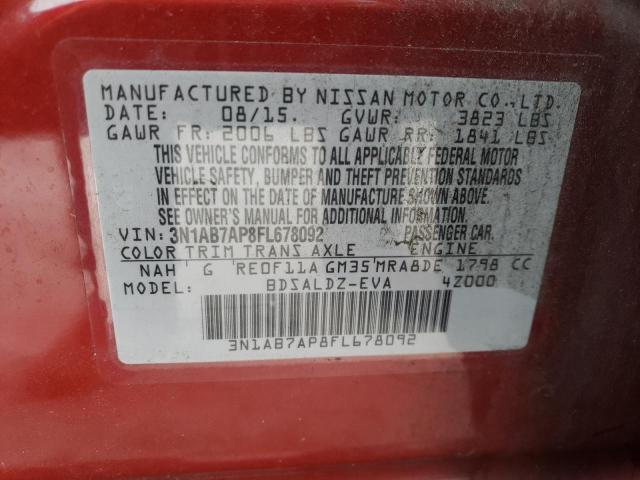 MANUFACTURED BY NISSAN MOTOR CO., LTD.
DATE: 08/15. GVWR: 3823 LBS
GAWR FR: 2006 LBS GAWR RR: 1841 LBS
THIS VEHICLE CONFORMS TO ALL APPLICABLE FEDERAL MOTOR
VEHICLE SAFETY, BUMPER AND THEFT PREVENTION STANDARDS
IN EFFECT ON THE DATE OF MANUFACTURE SHOWN ABOVE.
SEE OWNER'S MANUAL FOR ADDITIONAL INFORMATION.
VIN: 3N1AB7AP8FL678092 PASSENGER CAR.
COLOR TRIM TRANS AXLE ENGINE
NAH G RE0F11A GM35 MRA8DE 1798 CC
MODEL: BDSALDZ-EVA 4Z000
3N1AB7AP8FL678092